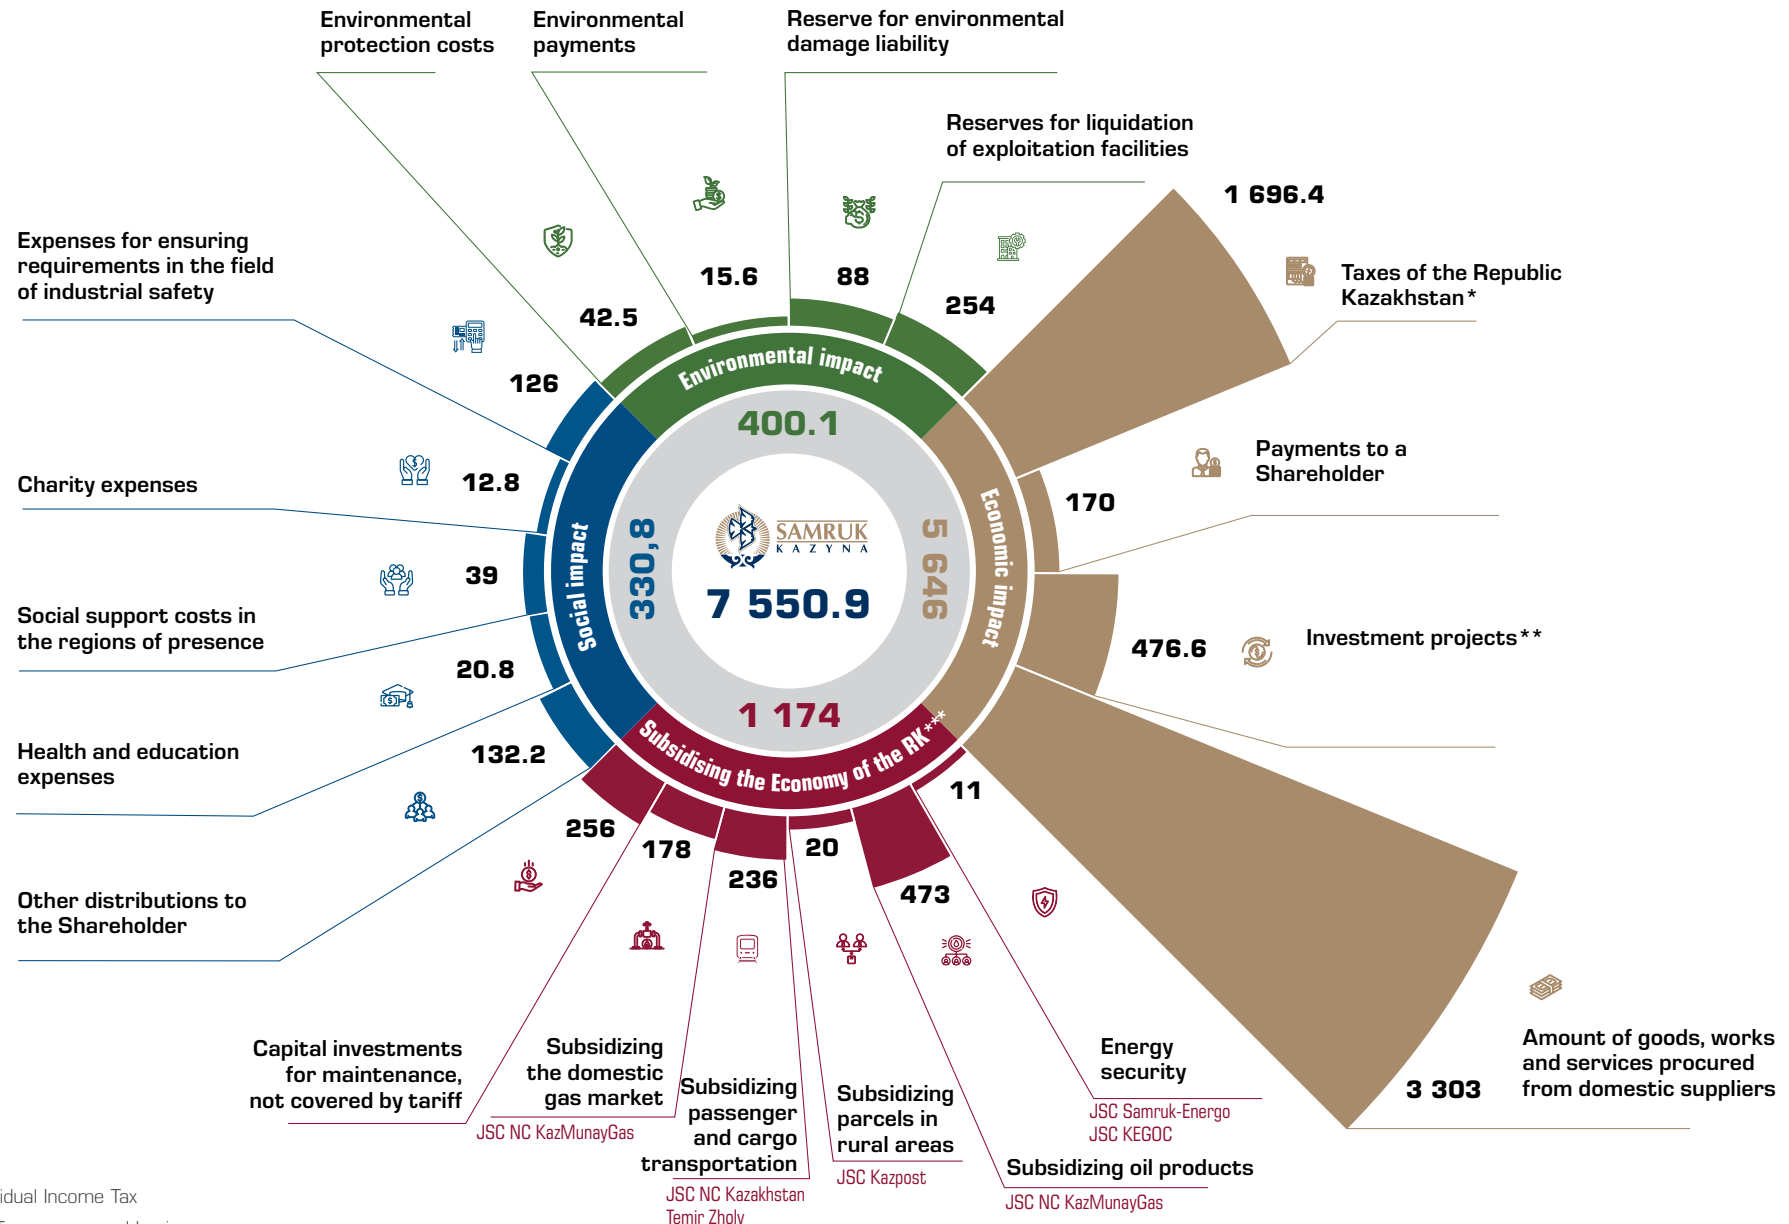 Environmental
protection costs
Environmental
payments
Reserve for environmental
damage liability
Reserves for liquidation
of exploitation facilities
1 696.4
Taxes of the Republic
Kazakhstan*
Expenses for ensuring
requirements in the field
of industrial safety
42.5
15.6
88
254
126
Environmental impact
400.1
Charity expenses
12.8
Payments to a
Shareholder
170
39
Social impact
330,8
SAMRUK
KAZYNA
7 550.9
5 646
Economic impact
Social support costs in
the regions of presence
20.8
476.6
Investment projects**
1 174
Subsidising the Economy of the RK***
Health and education
expenses
132.2
11
256
178
236
20
473
Other distributions to
the Shareholder
Capital investments
for maintenance,
not covered by tariff
Subsidizing
the domestic
gas market
JSC NC KazMunayGas
Subsidizing
passenger
and cargo
transportation
JSC NC Kazakhstan
Temir Zholy
Subsidizing
parcels in
rural areas
JSC Kazpost
Energy
security
JSC Samruk-Energo
JSC KEGOC
Subsidizing oil products
JSC NC KazMunayGas
3 303
Amount of goods, works
and services procured
from domestic suppliers
idual Income Tax